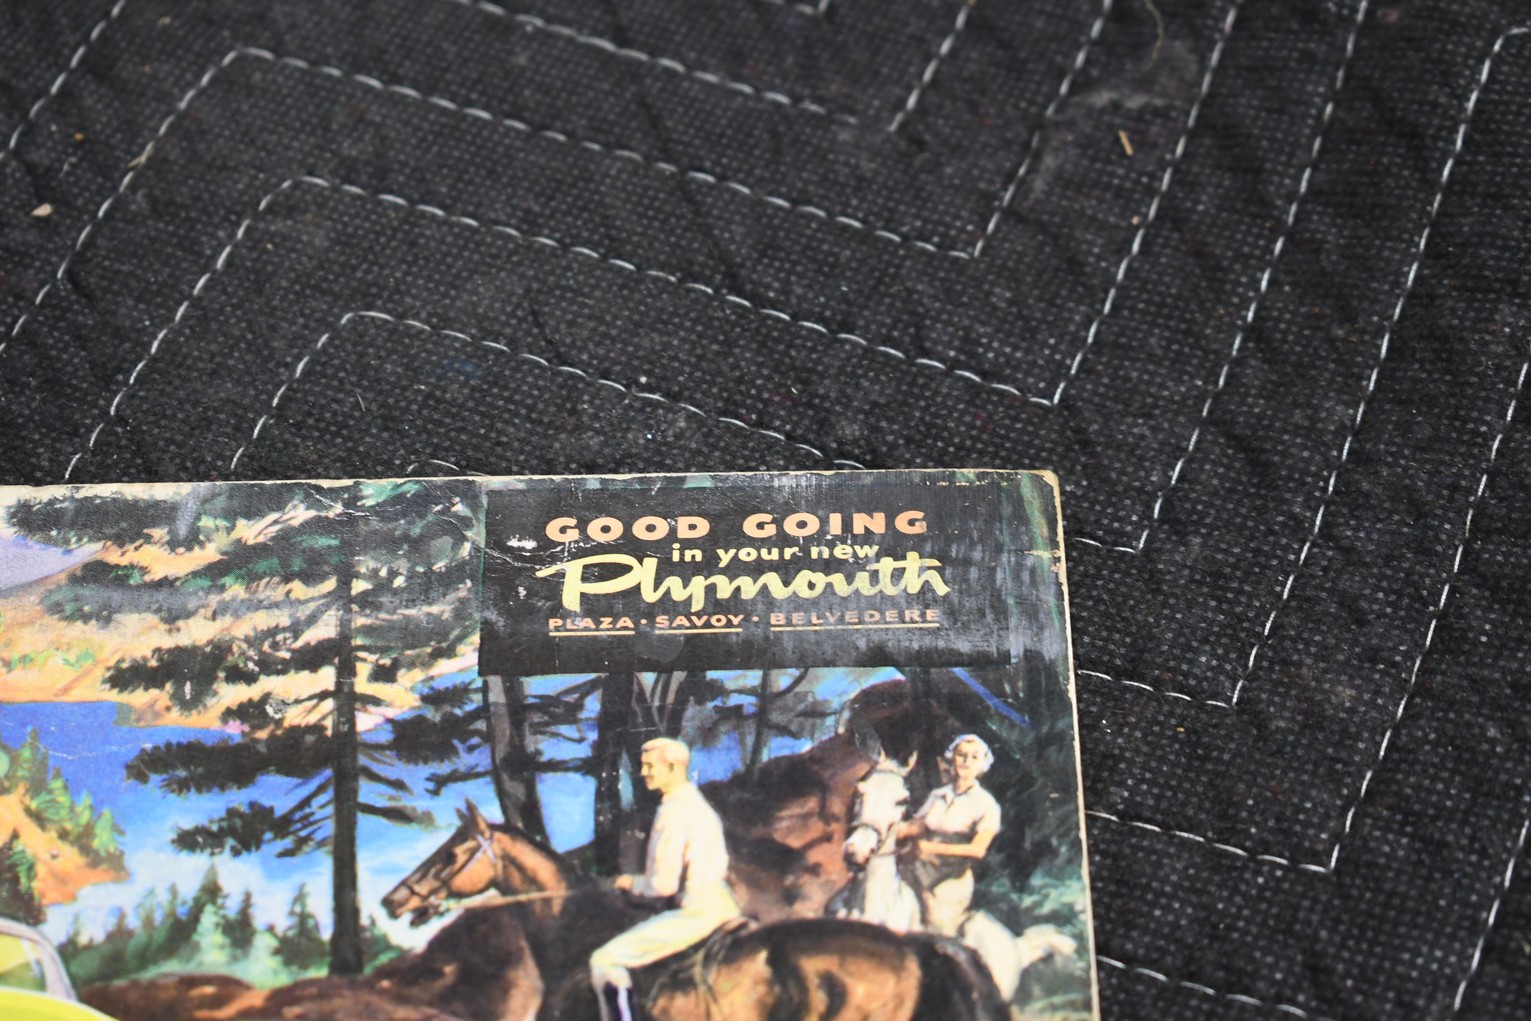 GOOD GOING
in your new
Plymouth
PLAZA • SAVOY • BELVEDERE